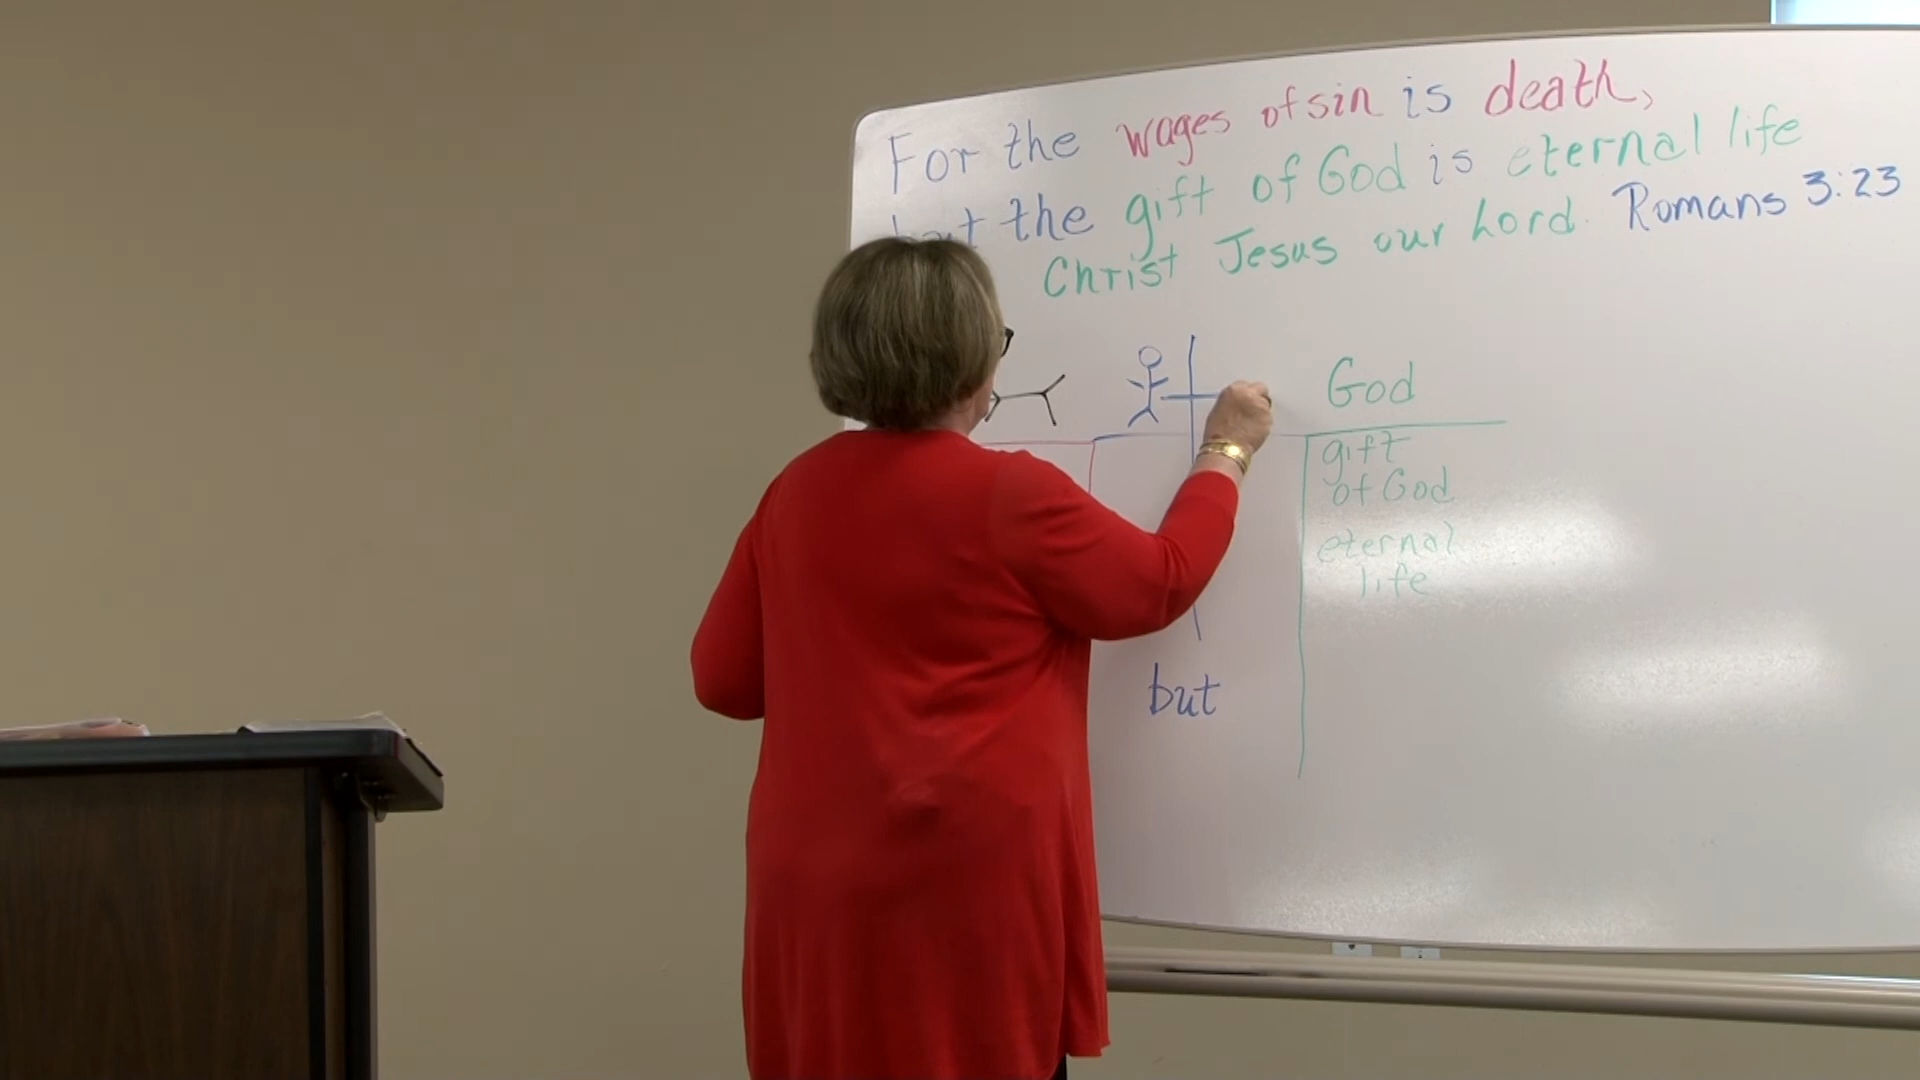 For the wages of sin is death,
but the gift of God is eternal life
Christ Jesus our Lord. Romans 3:23
God
gift
of God
eternal
life
but